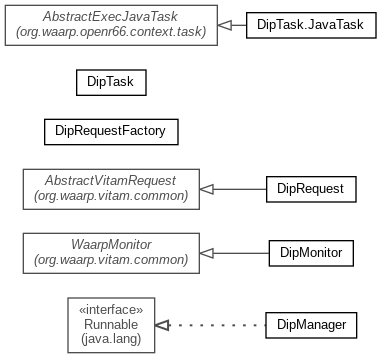 AbstractExecJavaTask
(org.waarp.openr66.context.task)
DipTask.JavaTask
DipTask
DipRequestFactory
AbstractVitamRequest
(org.waarp.vitam.common)
DipRequest
WaarpMonitor
(org.waarp.vitam.common)
DipMonitor
«interface»
Runnable
(java.lang)
DipManager